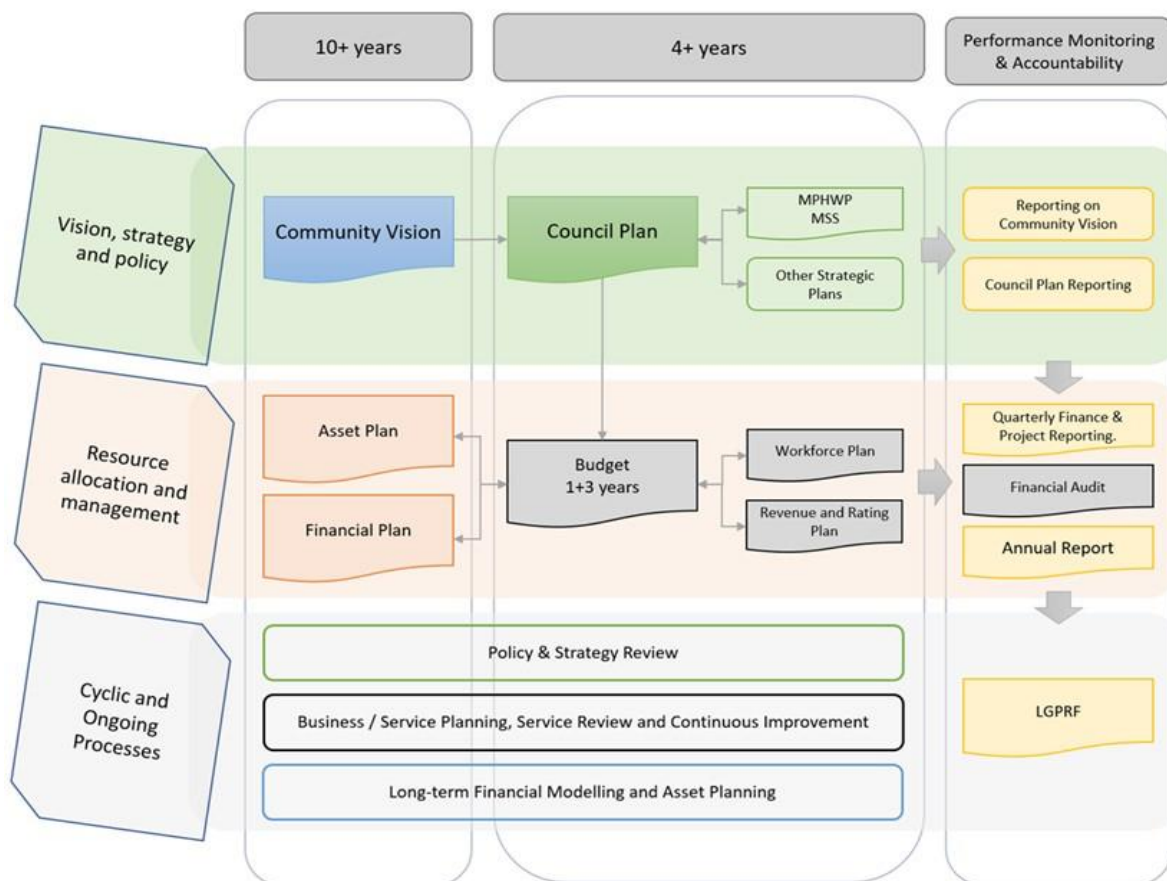 10+ years
4+ years
Performance Monitoring
& Accountability
Vision, strategy
and policy
Community Vision
Council Plan
MPHWP
MSS
Other Strategic
Plans
Reporting on
Community Vision
Council Plan Reporting
Resource
allocation and
management
Asset Plan
Financial Plan
Budget
1+3 years
Workforce Plan
Revenue and Rating
Plan
Quarterly Finance &
Project Reporting.
Financial Audit
Annual Report
Cyclic and
Ongoing
Processes
Policy & Strategy Review
Business / Service Planning, Service Review and Continuous Improvement
Long-term Financial Modelling and Asset Planning
LGPRF